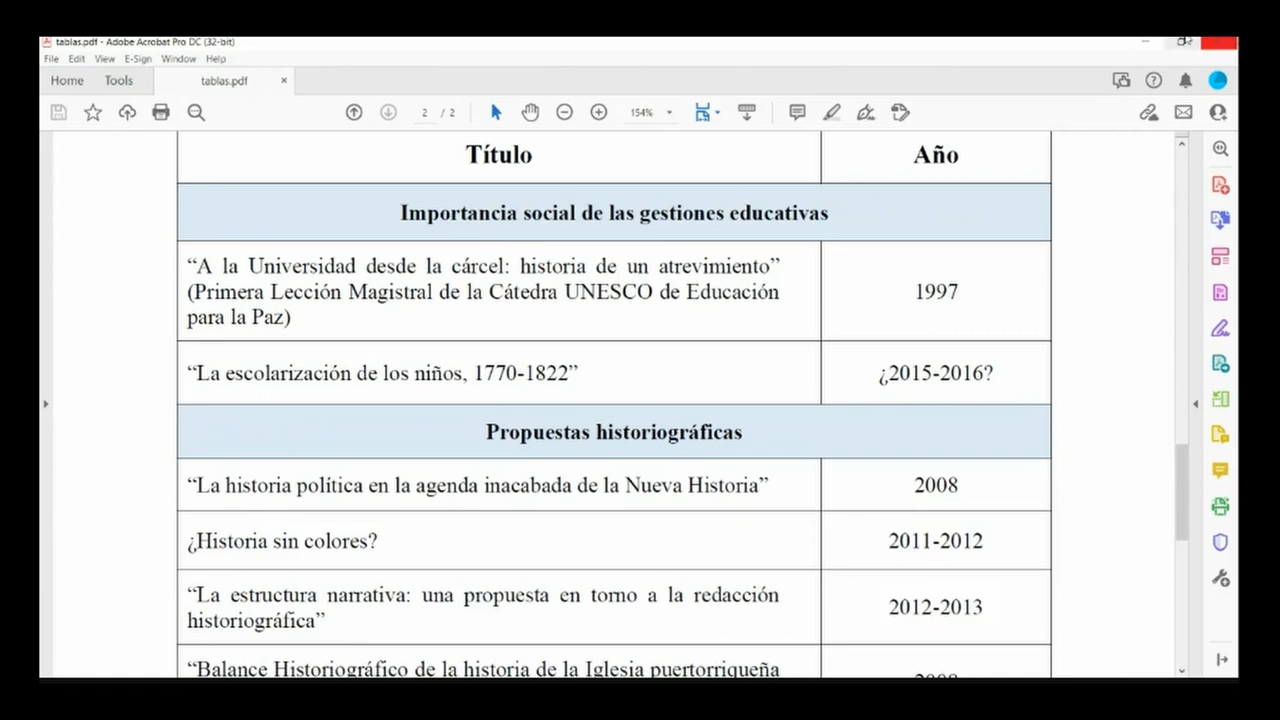 tablas.pdf - Adobe Acrobat Pro DC (32-bit)
File Edit View E-Sign Window Help
Home Tools tablas.pdf ×
2 / 2 154%
Título Año
Importancia social de las gestiones educativas
“A la Universidad desde la cárcel: historia de un atrevimiento”
(Primera Lección Magistral de la Cátedra UNESCO de Educación
para la Paz)
1997
“La escolarización de los niños, 1770-1822” ¿2015-2016?
Propuestas historiográficas
“La historia política en la agenda inacabada de la Nueva Historia” 2008
¿Historia sin colores? 2011-2012
“La estructura narrativa: una propuesta en torno a la redacción
historiográfica”
2012-2013
“Balance Historiográfico de la historia de la Iglesia puertorriqueña